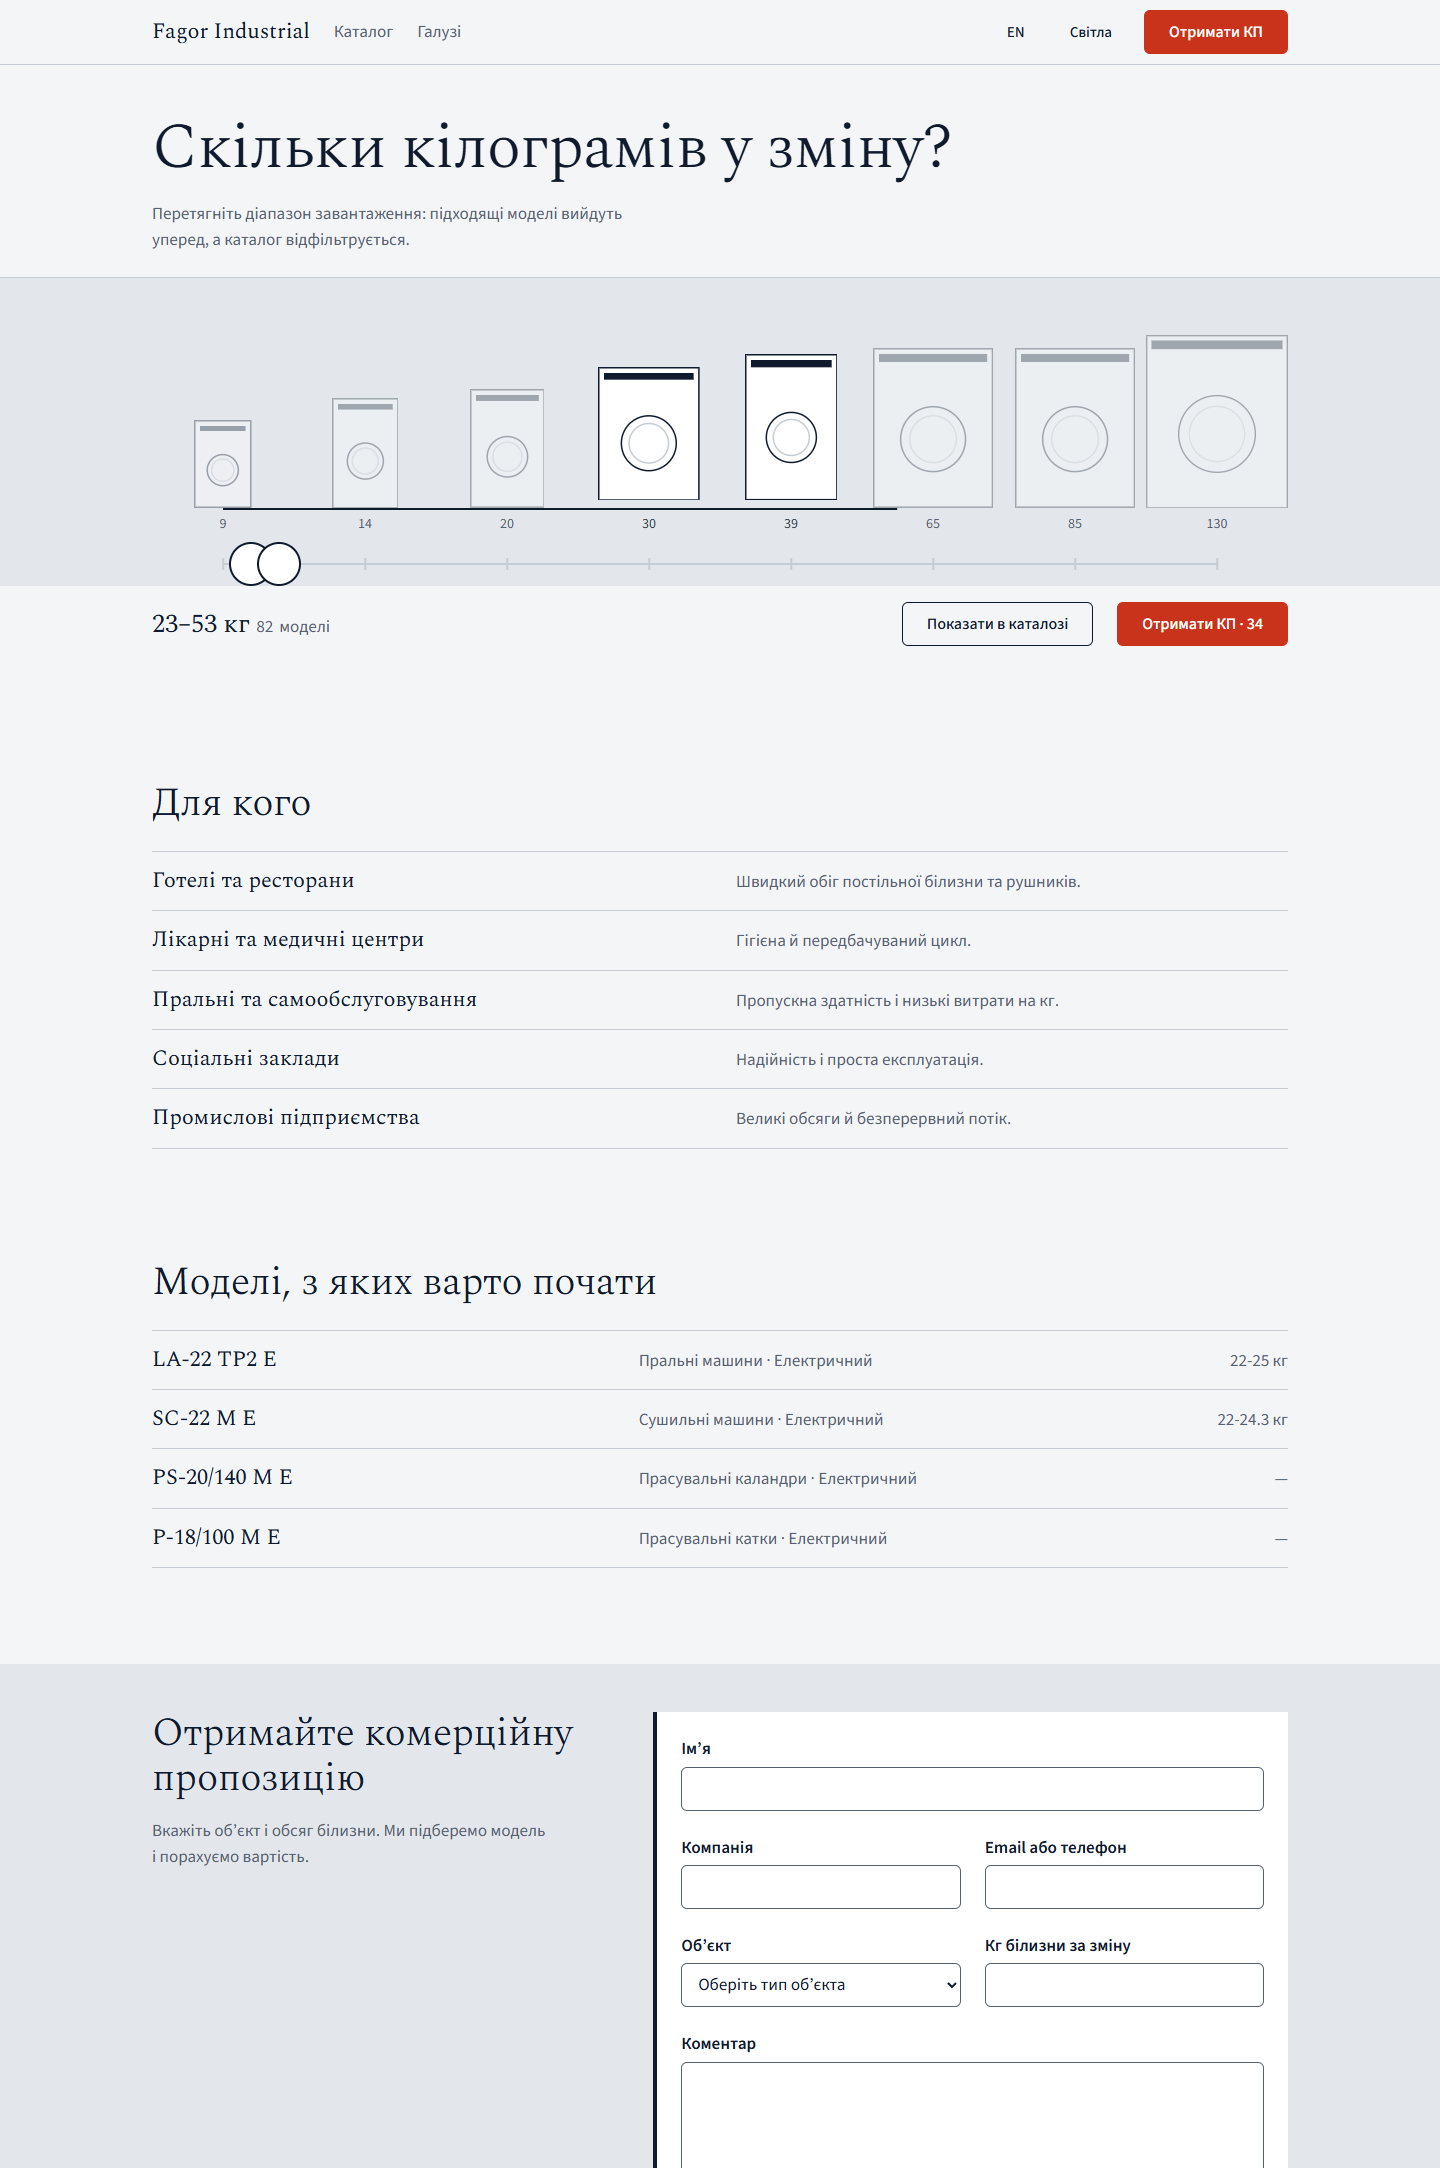 Fagor Industrial Каталог Галузі EN Світла Отримати КП
Скільки кілограмів у зміну?
Перетягніть діапазон завантаження: підходящі моделі вийдуть
уперед, а каталог відфільтрується.
9 14 20 30 39 65 85 130
23–53 кг 82 моделі Показати в каталозі Отримати КП · 34
Для кого
Готелі та ресторани Швидкий обіг постільної білизни та рушників.
Лікарні та медичні центри Гігієна й передбачуваний цикл.
Пральні та самообслуговування Пропускна здатність і низькі витрати на кг.
Соціальні заклади Надійність і проста експлуатація.
Промислові підприємства Великі обсяги й безперервний потік.
Моделі, з яких варто почати
LA-22 TP2 E Пральні машини · Електричний 22-25 кг
SC-22 M E Сушильні машини · Електричний 22-24.3 кг
PS-20/140 M E Прасувальні каландри · Електричний —
P-18/100 M E Прасувальні катки · Електричний —
Отримайте комерційну
пропозицію
Вкажіть об’єкт і обсяг білизни. Ми підберемо модель
і порахуємо вартість.
Ім’я
Компанія Email або телефон
Об’єкт Кг білизни за зміну
Оберіть тип об’єкта
Коментар